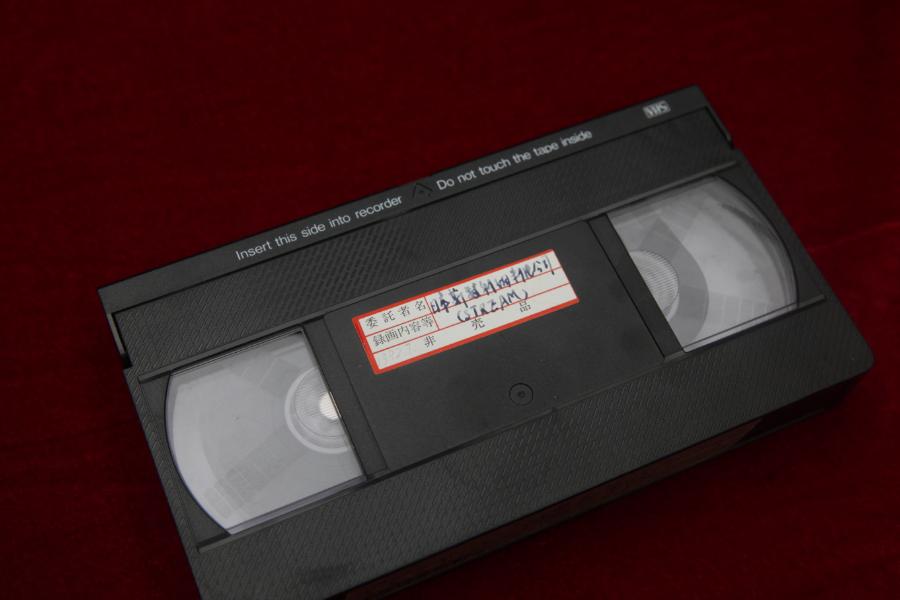 VHS
Insert this side into recorder Do not touch the tape inside
委託者名
録画内容等 (STREAM)
非売品